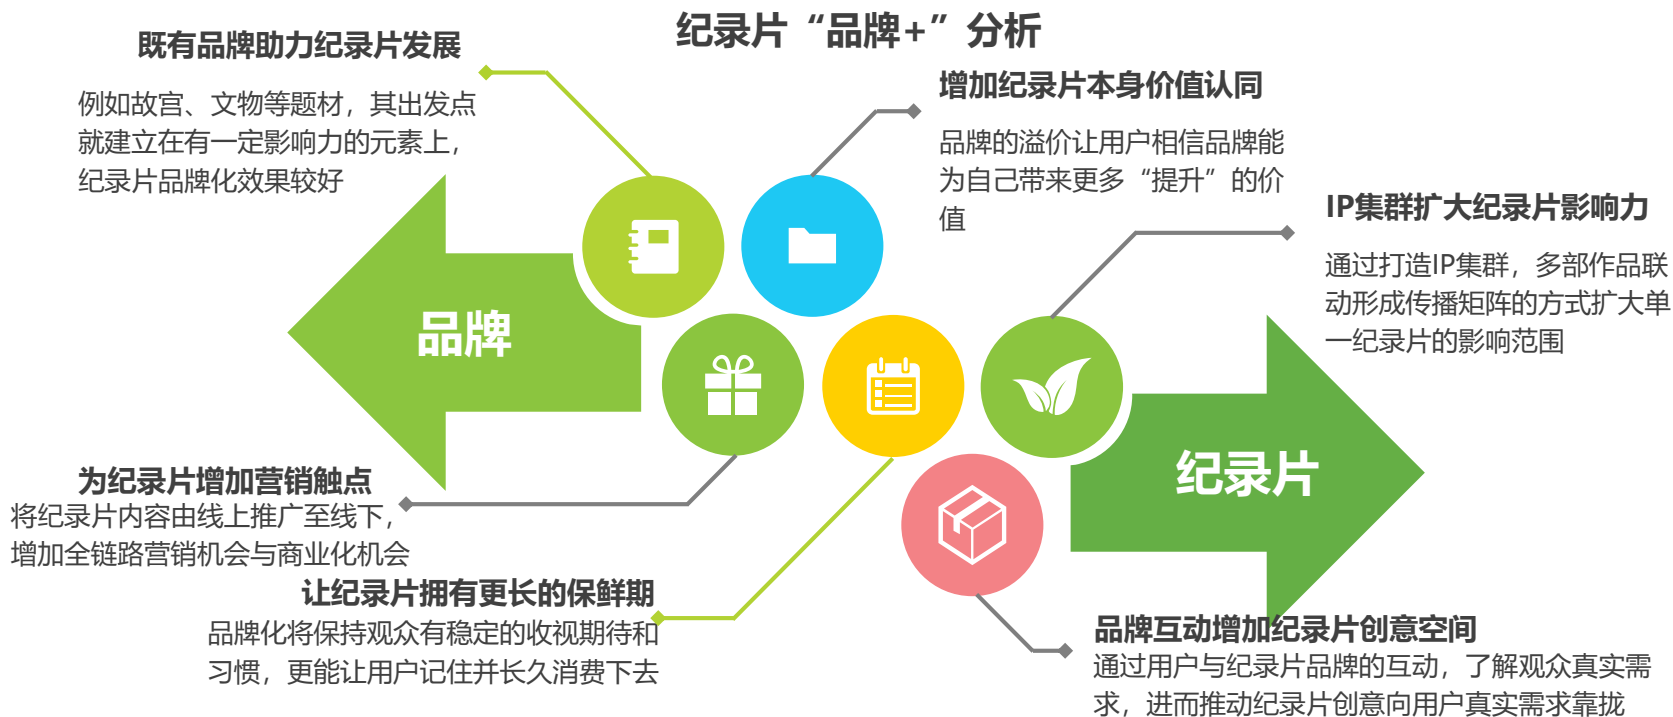 纪录片“品牌+”分析
既有品牌助力纪录片发展
例如故宫、文物等题材，其出发点
就建立在有一定影响力的元素上，
纪录片品牌化效果较好
增加纪录片本身价值认同
品牌的溢价让用户相信品牌能
为自己带来更多“提升”的价
值
IP集群扩大纪录片影响力
通过打造IP集群，多部作品联
动形成传播矩阵的方式扩大单
一纪录片的影响范围
品牌
纪录片
为纪录片增加营销触点
将纪录片内容由线上推广至线下，
增加全链路营销机会与商业化机会
让纪录片拥有更长的保鲜期
品牌化将保持观众有稳定的收视期待和
习惯，更能让用户记住并长久消费下去
品牌互动增加纪录片创意空间
通过用户与纪录片品牌的互动，了解观众真实需
求，进而推动纪录片创意向用户真实需求靠拢